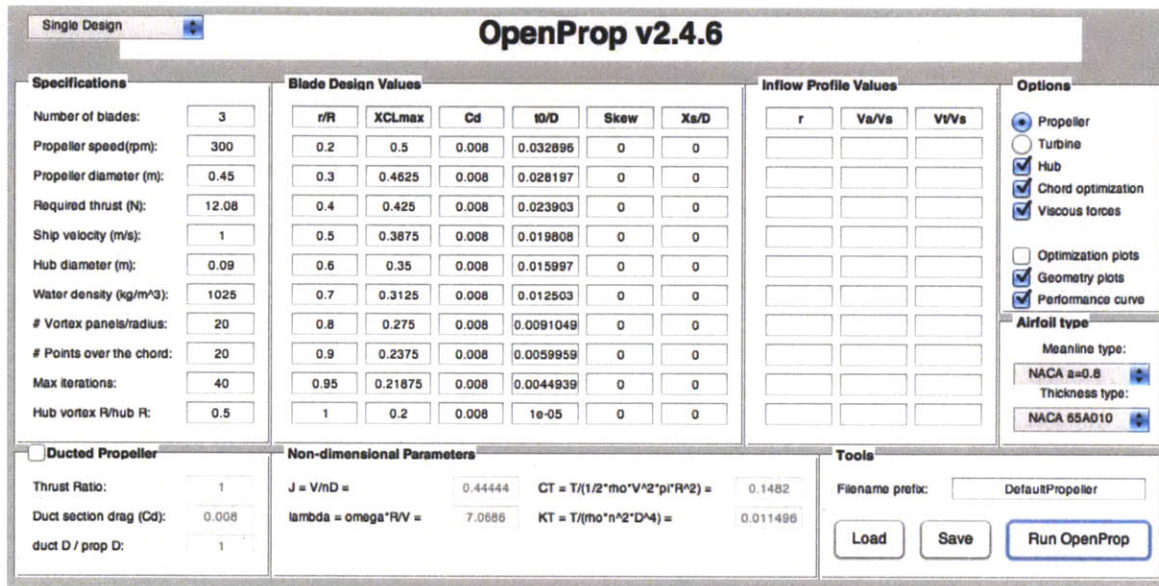 Single Design
OpenProp v2.4.6
Specifications
Number of blades: 3
Propeller speed(rpm): 300
Propeller diameter (m): 0.45
Required thrust (N): 12.08
Ship velocity (m/s): 1
Hub diameter (m): 0.09
Water density (kg/m^3): 1025
# Vortex panels/radius: 20
# Points over the chord: 20
Max iterations: 40
Hub vortex R/hub R: 0.5
Blade Design Values
r/R XCLmax Cd t0/D Skew Xs/D
0.2 0.5 0.008 0.032896 0 0
0.3 0.4625 0.008 0.028197 0 0
0.4 0.425 0.008 0.023903 0 0
0.5 0.3875 0.008 0.019808 0 0
0.6 0.35 0.008 0.015997 0 0
0.7 0.3125 0.008 0.012503 0 0
0.8 0.275 0.008 0.0091049 0 0
0.9 0.2375 0.008 0.0059959 0 0
0.95 0.21875 0.008 0.0044939 0 0
1 0.2 0.008 1e-05 0 0
Inflow Profile Values
r Va/Vs Vt/Vs
Options
Propeller
Turbine
Hub
Chord optimization
Viscous forces
Optimization plots
Geometry plots
Performance curve
Airfoil type
Meanline type:
NACA a=0.8
Thickness type:
NACA 65A010
Ducted Propeller
Thrust Ratio: 1
Duct section drag (Cd): 0.008
duct D / prop D: 1
Non-dimensional Parameters
J = V/nD = 0.44444 CT = T/(1/2*rho*V^2*pi*R^2) = 0.1482
lambda = omega*R/V = 7.0686 KT = T/(rho*n^2*D^4) = 0.011496
Tools
Filename prefix: DefaultPropeller
Load Save Run OpenProp